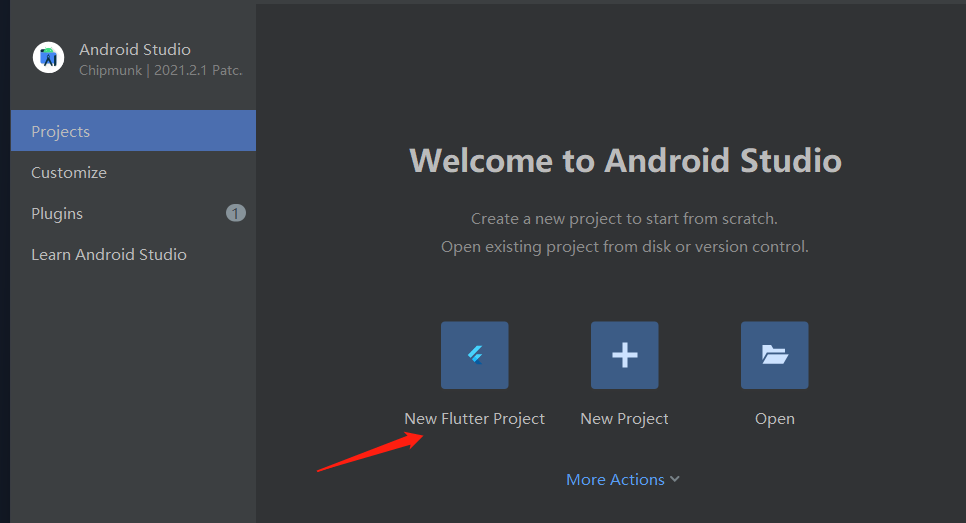 Android Studio
Chipmunk | 2021.2.1 Patc.
Projects
Customize
Plugins
1
Learn Android Studio
Welcome to Android Studio
Create a new project to start from scratch.
Open existing project from disk or version control.
New Flutter Project
New Project
Open
More Actions